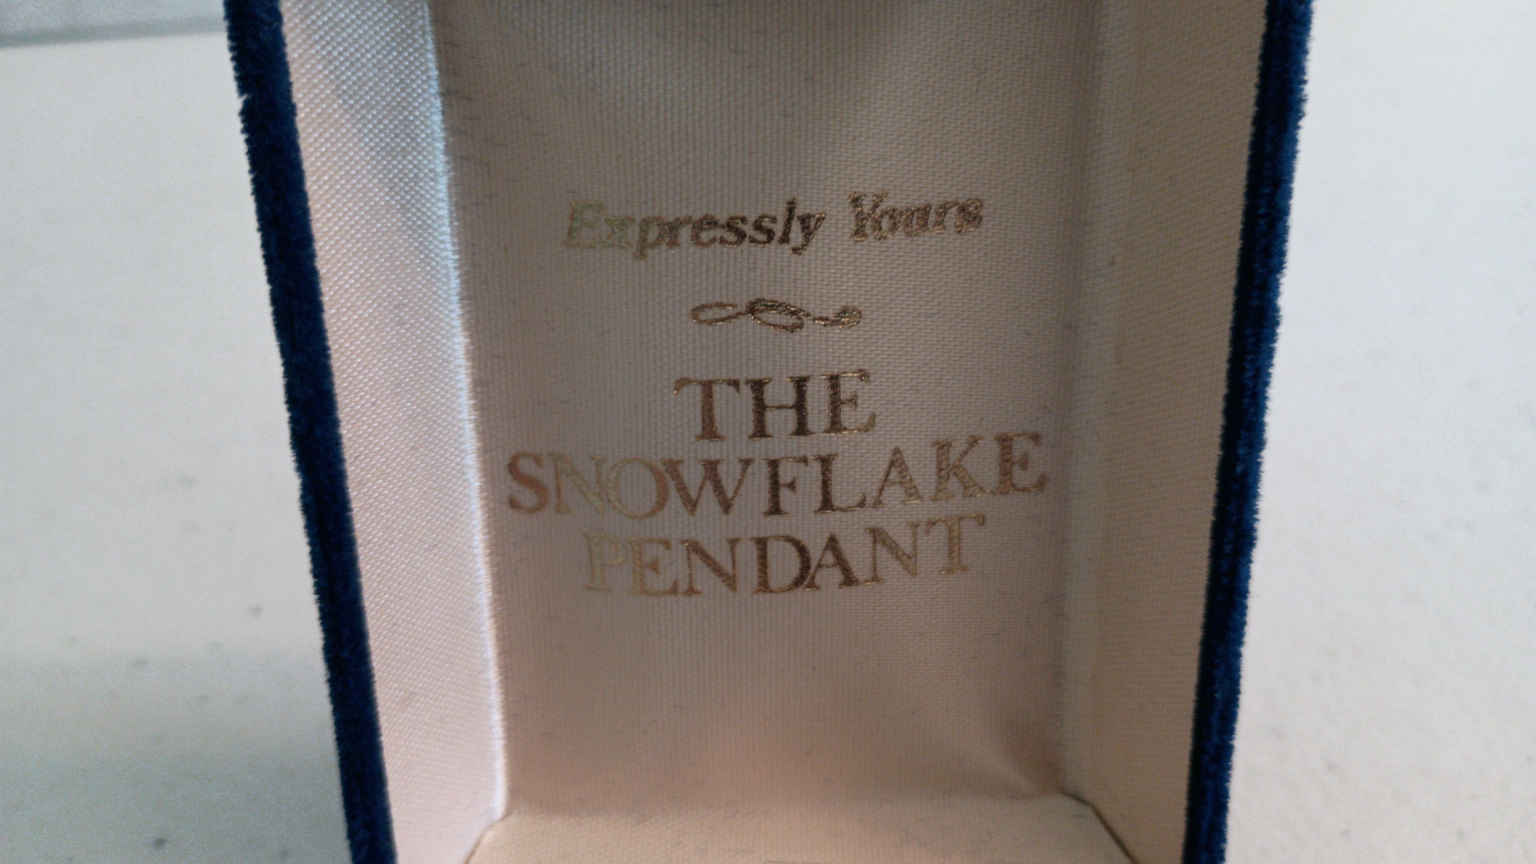 Expressly Yours
THE
SNOWFLAKE
PENDANT